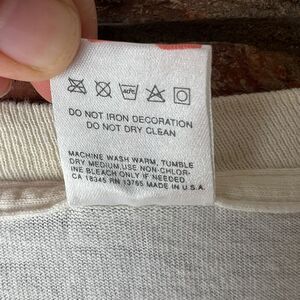 40°C
DO NOT IRON DECORATION
DO NOT DRY CLEAN
MACHINE WASH WARM, TUMBLE
DRY MEDIUM, USE NON-CHLOR-
INE BLEACH ONLY IF NEEDED.
CA 18345 RN 13765 MADE IN U.S.A.